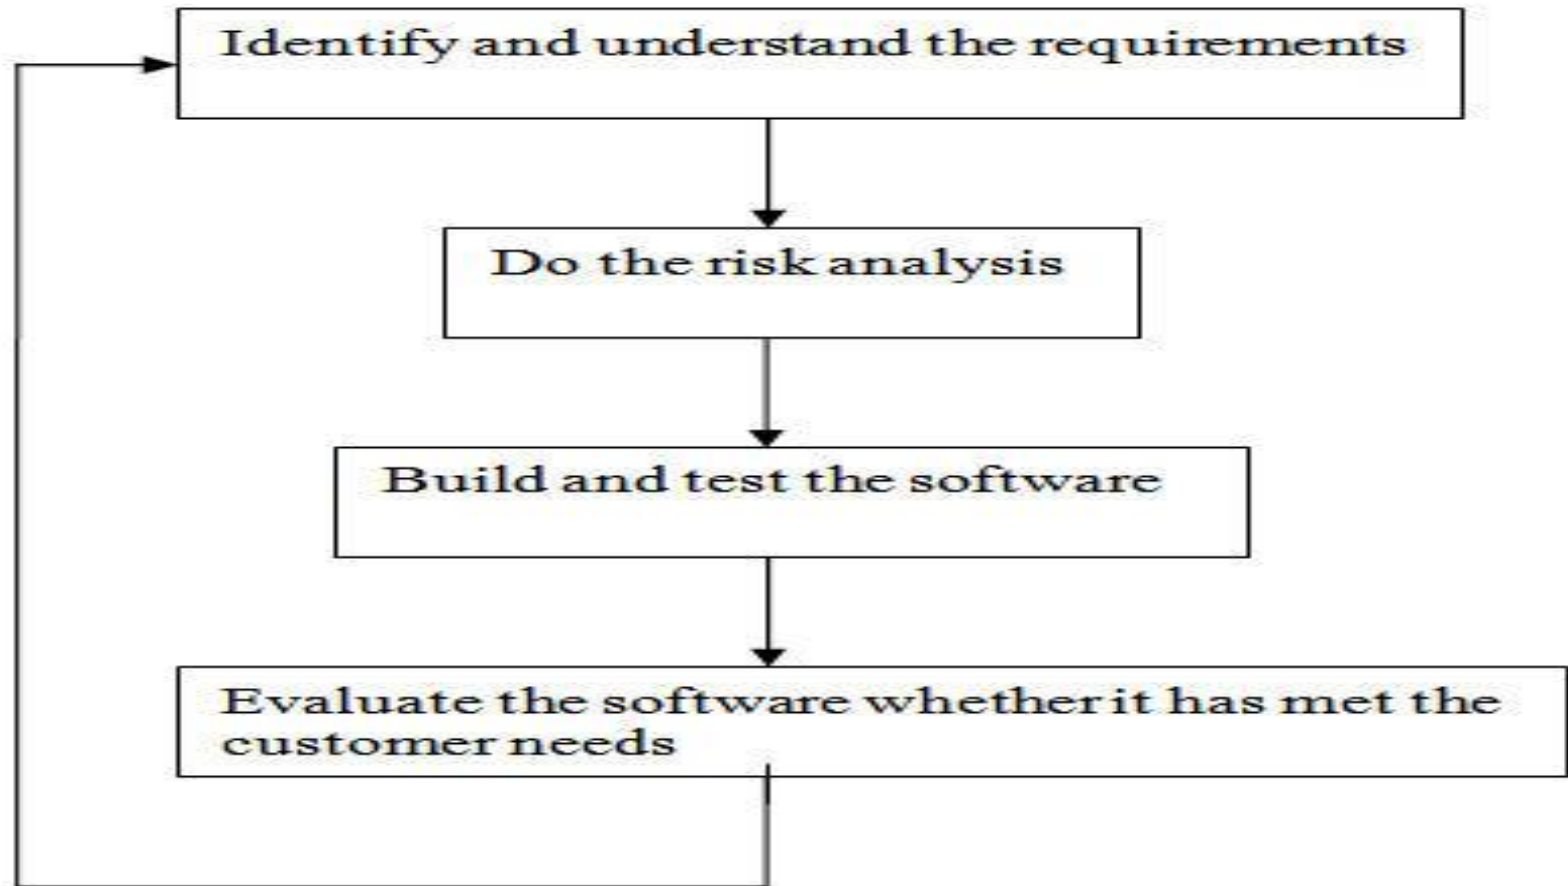 Identify and understand the requirements
Do the risk analysis
Build and test the software
Evaluate the software whether it has met the
customer needs